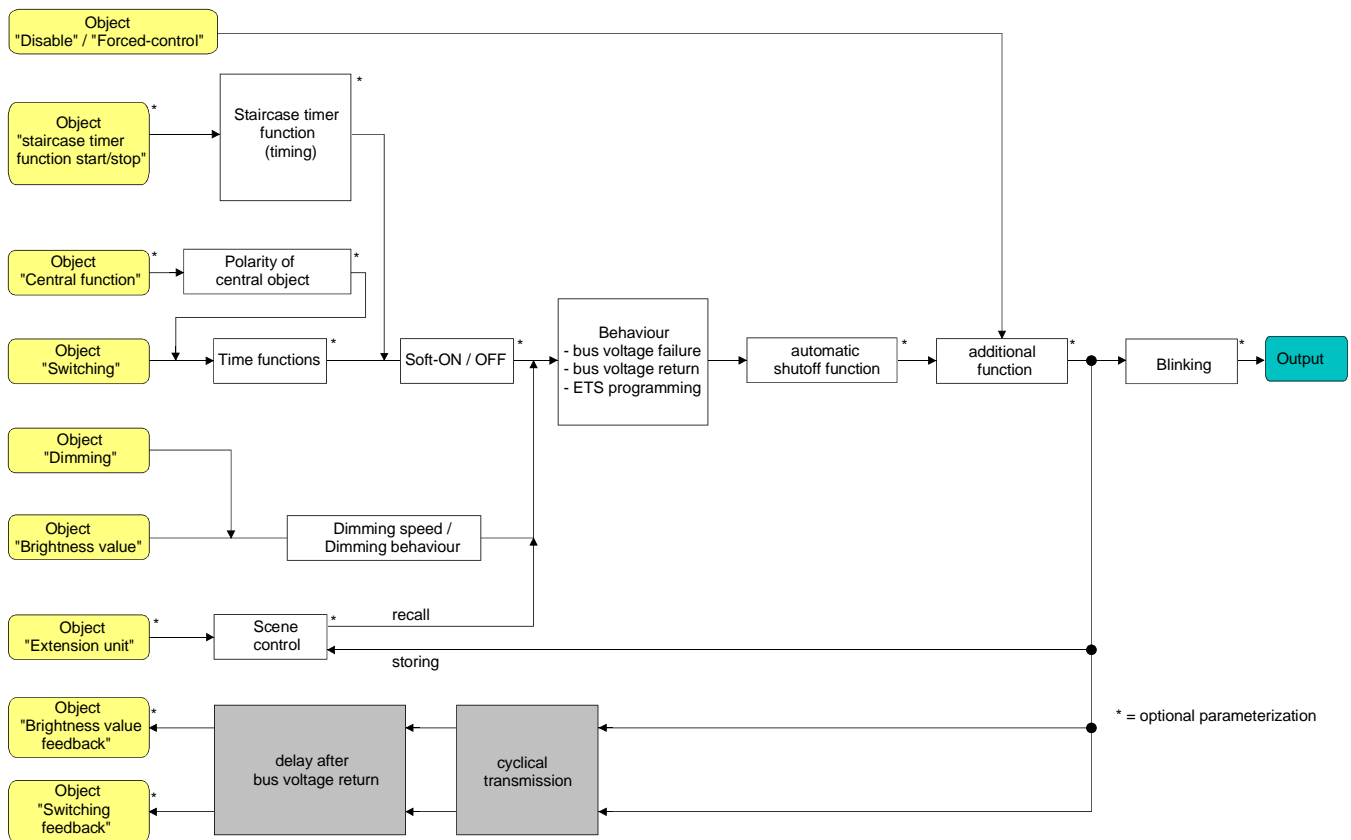 Object
"Disable" / "Forced-control"
*
Object
"staircase timer
function start/stop"
*
Staircase timer
function
(timing)
*
Object
"Central function"
*
Polarity of
central object
*
Object
"Switching"
Time functions
*
Soft-ON / OFF
*
Behaviour
- bus voltage failure
- bus voltage return
- ETS programming
automatic
shutoff function
*
additional
function
*
Blinking
*
Output
Object
"Dimming"
Object
"Brightness value"
Dimming speed /
Dimming behaviour
Object
"Extension unit"
*
Scene
control
*
recall
storing
Object
"Brightness value
feedback"
*
delay after
bus voltage return
cyclical
transmission
* = optional parameterization
Object
"Switching
feedback"
*